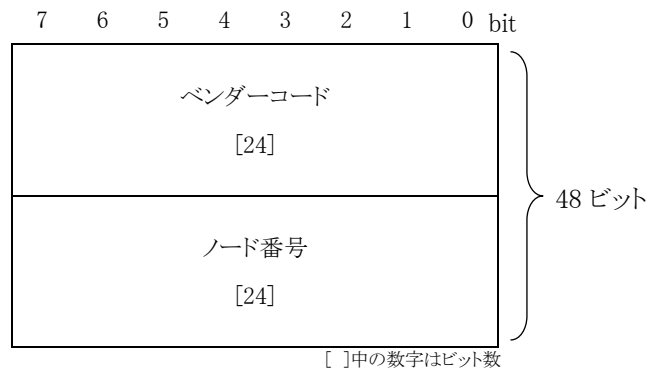 7 6 5 4 3 2 1 0 bit
ベンダーコード
[24]
48 ビット
ノード番号
[24]
[ ]中の数字はビット数